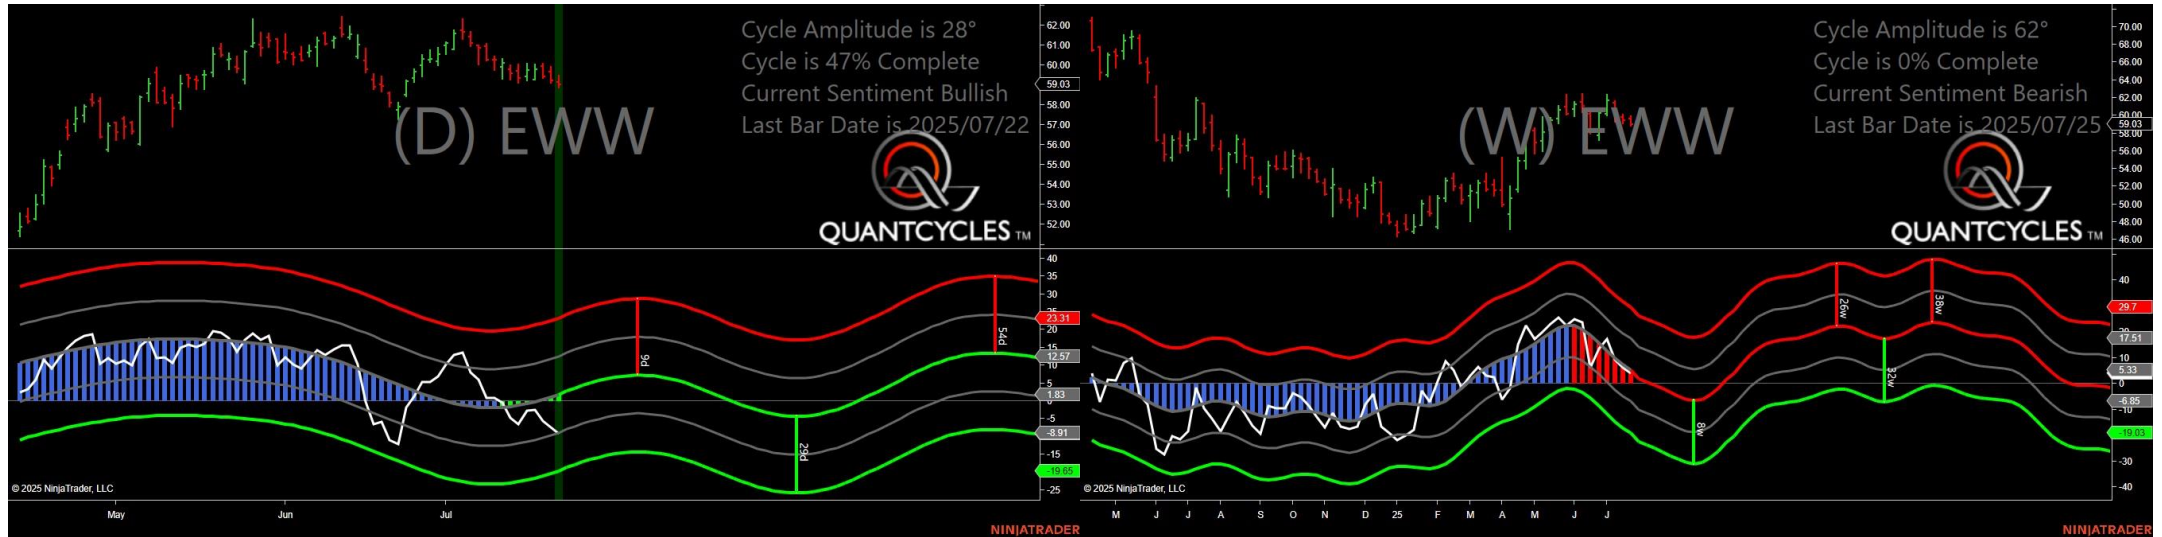 Cycle Amplitude is 28°
Cycle is 47% Complete
Current Sentiment Bullish
Last Bar Date is 2025/07/22
(D) EWW
QUANTCYCLES TM
62.00
61.00
60.00
59.03
58.00
57.00
56.00
55.00
54.00
53.00
52.00
40
35
30
23.31
20
15
12.57
5
1.83
-5
-8.91
-15
-19.65
-25
9d
29d
54d
© 2025 NinjaTrader, LLC
May Jun Jul
NINJATRADER
Cycle Amplitude is 62°
Cycle is 0% Complete
Current Sentiment Bearish
Last Bar Date is 2025/07/25
(W) EWW
QUANTCYCLES TM
70.00
68.00
66.00
64.00
62.00
60.00
59.03
58.00
56.00
54.00
52.00
50.00
48.00
46.00
40
29.7
20
17.51
10
5.33
0
-6.85
-10
-19.03
-30
-40
8w
26w
32w
38w
© 2025 NinjaTrader, LLC
M J J A S O N D 25 F M A M J J
NINJATRADER